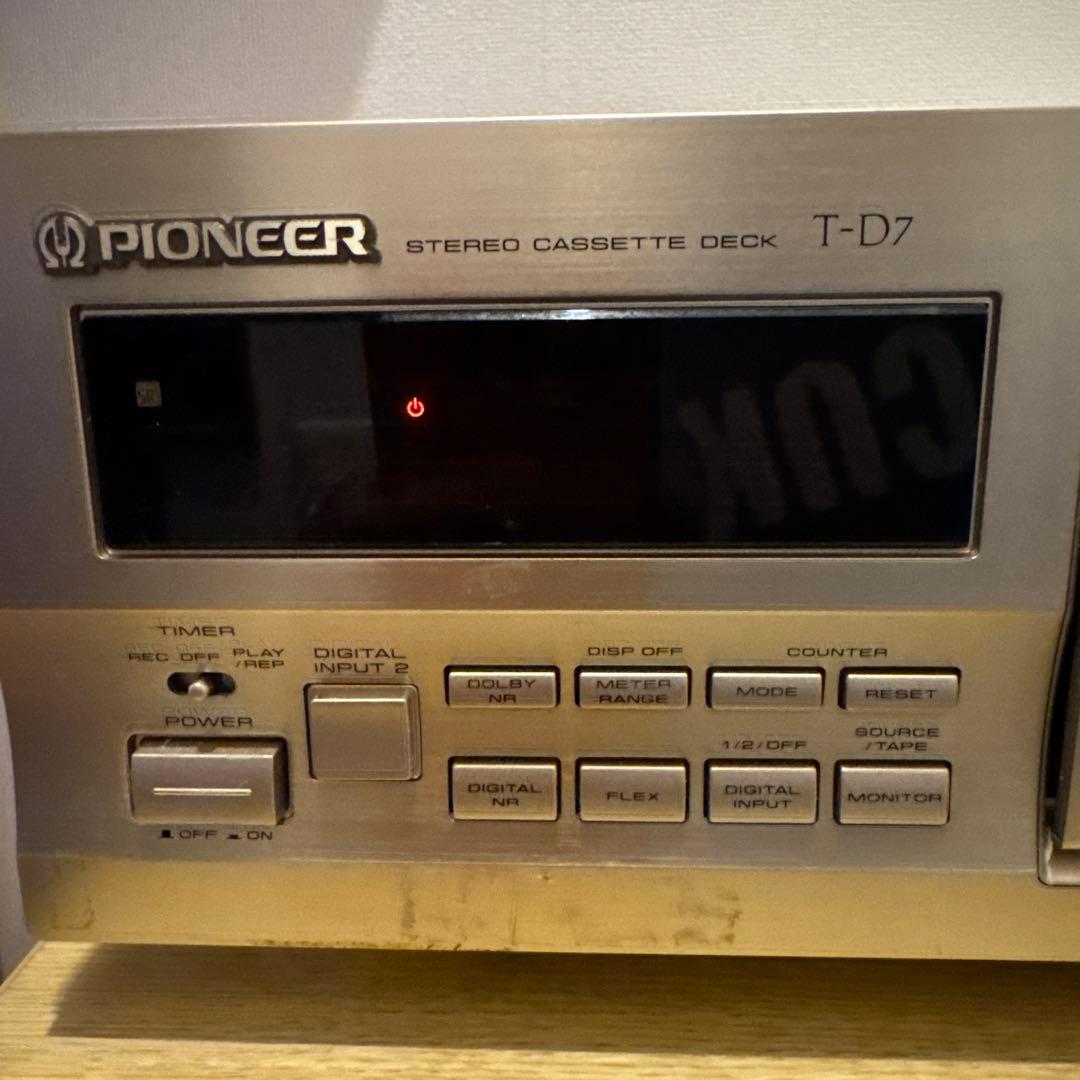 PIONEER
STEREO CASSETTE DECK T-D7
SR
TIMER
REC OFF PLAY
/REP
POWER
OFF ON
DIGITAL
INPUT 2
DOLBY
NR
DISP OFF
METER
RANGE
COUNTER
MODE
RESET
DIGITAL
NR
FLEX
1/2/OFF
DIGITAL
INPUT
SOURCE
/TAPE
MONITOR